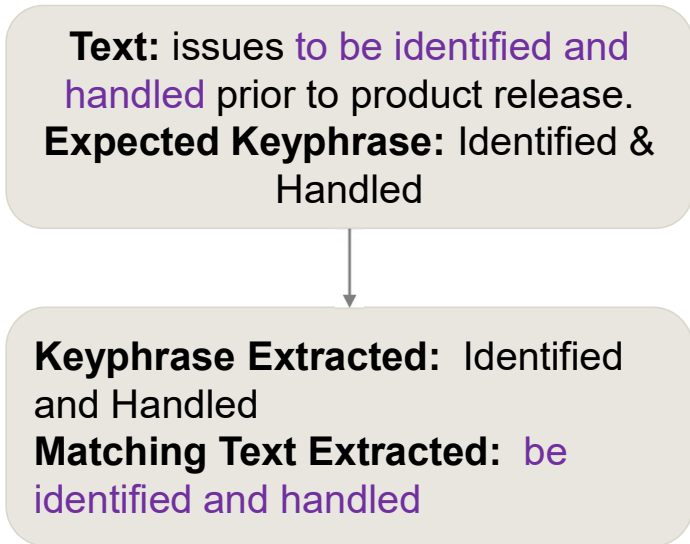 Text: issues to be identified and
handled prior to product release.
Expected Keyphrase: Identified &
Handled
Keyphrase Extracted: Identified
and Handled
Matching Text Extracted: be
identified and handled